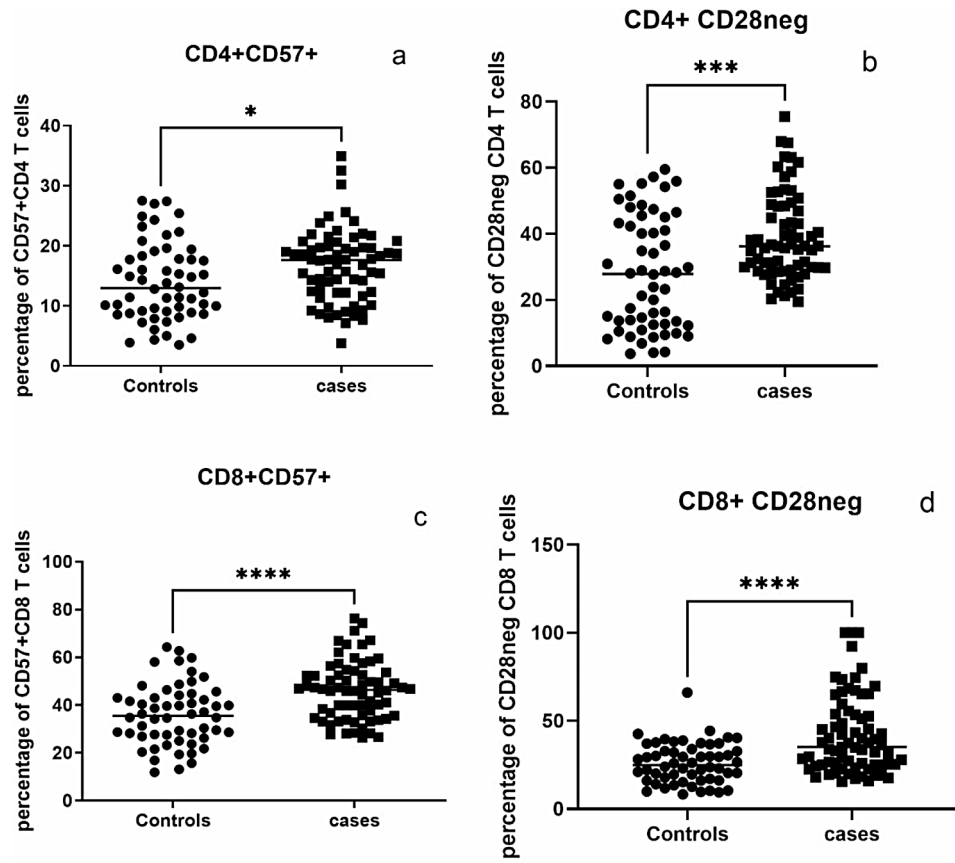 CD4+CD57+
a
*
percentage of CD57+CD4 T cells
40
30
20
10
0
Controls
cases
CD4+ CD28neg
b
***
percentage of CD28neg CD4 T cells
80
60
40
20
0
Controls
cases
CD8+CD57+
c
****
percentage of CD57+CD8 T cells
100
80
60
40
20
0
Controls
cases
CD8+ CD28neg
d
****
percentage of CD28neg CD8 T cells
150
100
50
0
Controls
cases